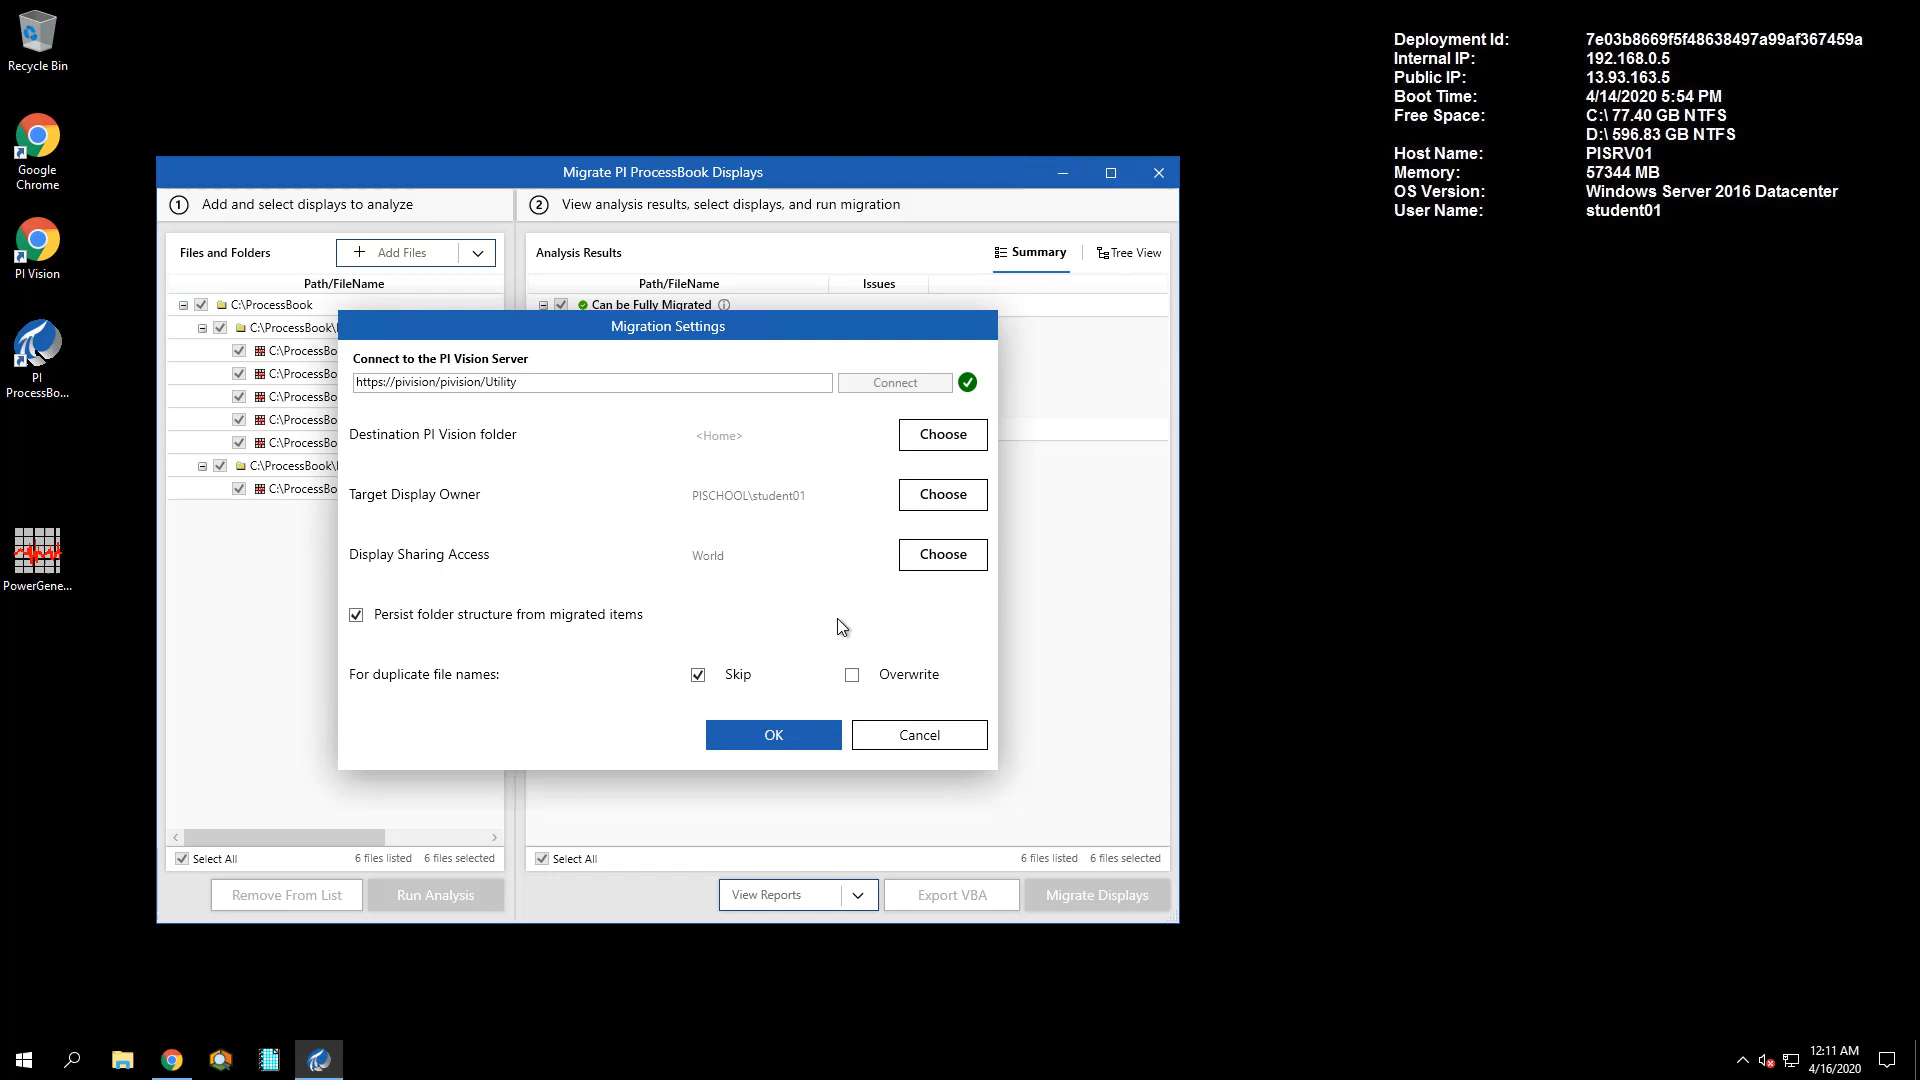 Recycle Bin
Google
Chrome
PI Vision
PI
ProcessBo...
PowerGene...
Deployment Id: 7e03b8669f5f48638497a99af367459a
Internal IP: 192.168.0.5
Public IP: 13.93.163.5
Boot Time: 4/14/2020 5:54 PM
Free Space: C:\ 77.40 GB NTFS
D:\ 596.83 GB NTFS
Host Name: PISRV01
Memory: 57344 MB
OS Version: Windows Server 2016 Datacenter
User Name: student01
Migrate PI ProcessBook Displays
1 Add and select displays to analyze
2 View analysis results, select displays, and run migration
Files and Folders
Add Files
Path/FileName
C:\ProcessBook
C:\ProcessBook\
C:\ProcessBo
C:\ProcessBo
C:\ProcessBo
C:\ProcessBo
C:\ProcessBo
C:\ProcessBook\
C:\ProcessBo
Select All 6 files listed 6 files selected
Remove From List Run Analysis
Analysis Results Summary Tree View
Path/FileName Issues
Can be Fully Migrated
Migration Settings
Connect to the PI Vision Server
https://pivision/pivision/Utility Connect
Destination PI Vision folder <Home> Choose
Target Display Owner PISCHOOL\student01 Choose
Display Sharing Access World Choose
Persist folder structure from migrated items
For duplicate file names: Skip Overwrite
OK Cancel
Select All 6 files listed 6 files selected
View Reports Export VBA Migrate Displays
12:11 AM
4/16/2020